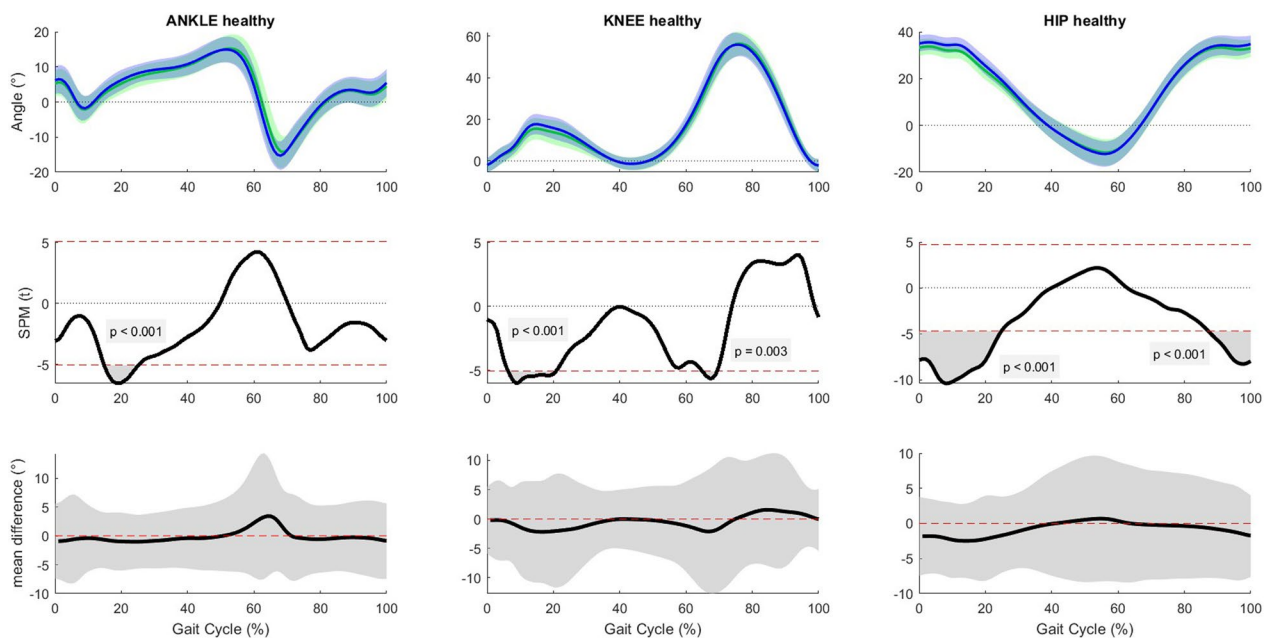 ANKLE healthy
KNEE healthy
HIP healthy
Angle (°)
20
10
0
-10
-20
0 20 40 60 80 100
60
40
20
0
0 20 40 60 80 100
40
20
0
-20
0 20 40 60 80 100
SPM (t)
5
0
-5
p < 0.001
0 20 40 60 80 100
5
0
-5
p < 0.001
p = 0.003
0 20 40 60 80 100
5
0
-5
-10
p < 0.001
p < 0.001
0 20 40 60 80 100
mean difference (°)
10
5
0
-5
-10
0 20 40 60 80 100
Gait Cycle (%)
10
5
0
-5
-10
0 20 40 60 80 100
Gait Cycle (%)
10
5
0
-5
-10
0 20 40 60 80 100
Gait Cycle (%)